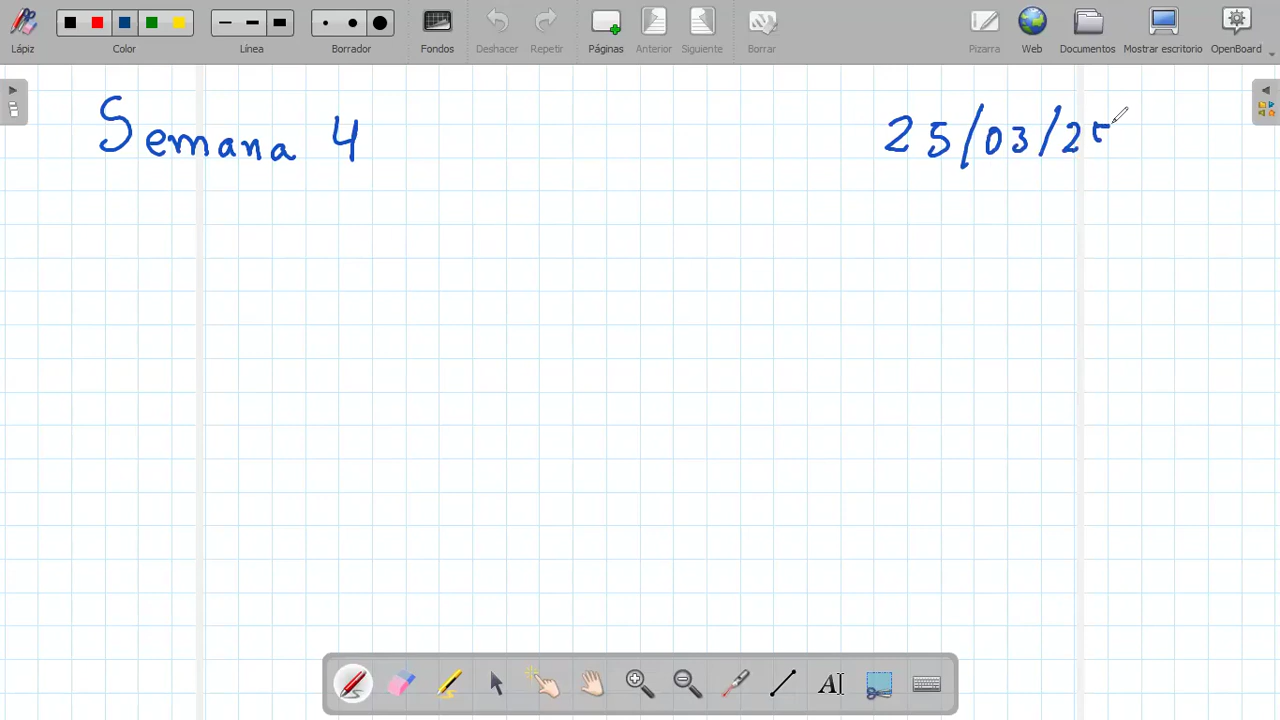 Lápiz Color Línea Borrador Fondos Deshacer Repetir Páginas Anterior Siguiente Borrar Pizarra Web Documentos Mostrar escritorio OpenBoard
Semana 4 25/03/2